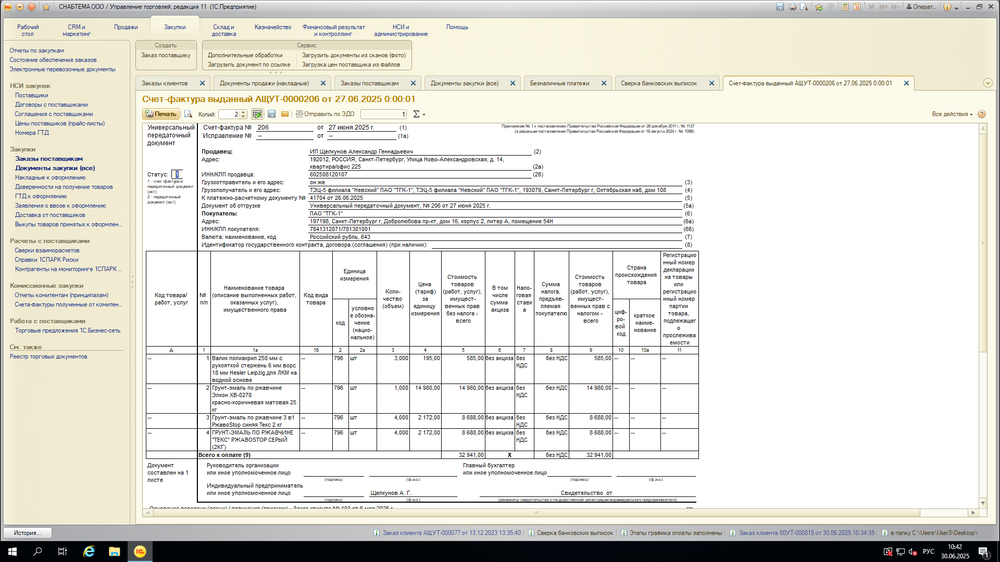 СНАБТЕМА ООО / Управление торговлей, редакция 11 (1С:Предприятие)
M M+ M-
Операт...
Рабочий стол
CRM и маркетинг
Продажи
Закупки
Склад и доставка
Казначейство
Финансовый результат и контроллинг
НСИ и администрирование
Помощь
Отчеты по закупкам
Состояние обеспечения заказов
Электронные перевозочные документы
НСИ закупок
Поставщики
Договоры с поставщиками
Соглашения с поставщиками
Цены поставщиков (прайс-листы)
Номера ГТД
Закупки
Заказы поставщикам
Документы закупки (все)
Накладные к оформлению
Доверенности на получение товаров
ГТД к оформлению
Заявления о ввозе к оформлению
Доставка от поставщиков
Выкупы товаров принятых к оформлен...
Расчеты с поставщиками
Сверки взаиморасчетов
Справки 1СПАРК Риски
Контрагенты на мониторинге 1СПАРК ...
Комиссионные закупки
Отчеты комитентам (принципалам)
Счета-фактуры полученные от комитен...
Работа с поставщиками
Торговые предложения 1С:Бизнес-сеть
См. также
Реестр торговых документов
Создать
Заказ поставщику
Сервис
Дополнительные обработки
Загрузить документы из сканов (фото)
Загрузить документ по ссылке
Загрузка цен поставщика из файлов
Заказы клиентов
Документы продажи (накладные)
Заказы поставщикам
Документы закупки (все)
Безналичные платежи
Сверка банковских выписок
Счет-фактура выданный АЩУТ-0000206 от 27.06.2025 0:00:01
Счет-фактура выданный АЩУТ-0000206 от 27.06.2025 0:00:01
Печать
Копий: 2
Отправить по ЭДО
1
Все действия
Универсальный
передаточный
документ
Статус: 1
1 – счет-фактура и
передаточный документ
(акт)
2 – передаточный
документ (акт)
Счет-фактура № 206 от 27 июня 2025 г. (1)
Исправление № -- от -- (1а)
Приложение № 1 к постановлению Правительства Российской Федерации от 26 декабря 2011 г. № 1137
(в редакции постановления Правительства Российской Федерации от 16 августа 2024 г. № 1096)
Продавец: ИП Щелкунов Александр Геннадьевич (2)
Адрес: 192012, РОССИЯ, Санкт-Петербург, Улица Ново-Александровская, д. 14,
квартира/офис 225 (2а)
ИНН/КПП продавца: 602508120107 (2б)
Грузоотправитель и его адрес: он же (3)
Грузополучатель и его адрес: ТЭЦ-5 филиала "Невский" ПАО "ТГК-1", ТЭЦ-5 филиала "Невский" ПАО "ТГК-1", 193079, Санкт-Петербург г, Октябрьская наб, дом 108 (4)
К платежно-расчетному документу № 41704 от 26.06.2025 (5)
Документ об отгрузке Универсальный передаточный документ, № 206 от 27 июня 2025 г. (5а)
Покупатель: ПАО "ТГК-1" (6)
Адрес: 197198, Санкт-Петербург г, Добролюбова пр-кт, дом 16, корпус 2, литер А, помещение 54Н (6а)
ИНН/КПП покупателя: 7841312071/781301001 (6б)
Валюта: наименование, код Российский рубль, 643 (7)
Идентификатор государственного контракта, договора (соглашения) (при наличии): (8)
Код товара/ работ, услуг
№ п/п
Наименование товара (описание выполненных работ, оказанных услуг), имущественного права
Код вида товара
Единица измерения
код
условно е обозна- чение (нацио- нальное)
Коли- чество (объем)
Цена (тариф) за единицу измерения
Стоимость товаров (работ, услуг), имущест- венных прав без налога - всего
В том числе сумма акциза
Нало- говая ставк а
Сумма налога, предъяв- ляемая покупателю
Стоимость товаров (работ, услуг), имущест- венных прав с налогом - всего
Страна происхождения товара
циф- ро- вой код
краткое наиме- нование
Регистрацио нный номер декларации на товары или регистрацио нный номер партии товара, подлежащег о прослежива емости
А 1 1а 1б 2 2а 3 4 5 6 7 8 9 10 10а 11
-- 1 Валик полиакрил 250 мм с рукояткой стержень 6 мм ворс 18 мм Hesler Leipzig для ЛКМ на водной основе -- 796 шт 3,000 195,00 585,00 без акциза без НДС без НДС 585,00 -- -- --
-- 2 Грунт-эмаль по ржавчине Элкон ХВ-0278 красно-коричневая матовая 25 кг -- 796 шт 1,000 14 980,00 14 980,00 без акциза без НДС без НДС 14 980,00 -- -- --
-- 3 Грунт-эмаль по ржавчине 3 в1 РжавоStop синяя Текс 2 кг -- 796 шт 4,000 2 172,00 8 688,00 без акциза без НДС без НДС 8 688,00 -- -- --
-- 4 ГРУНТ-ЭМАЛЬ ПО РЖАВЧИНЕ "ТЕКС" РЖАВОSTOP СЕРЫЙ (2КГ) -- 796 шт 4,000 2 172,00 8 688,00 без акциза без НДС без НДС 8 688,00 -- -- --
Всего к оплате (9) 32 941,00 Х без НДС 32 941,00
Документ
составлен на 1
листе
Руководитель организации
или иное уполномоченное лицо
(подпись) (ф.и.о.)
Главный бухгалтер
или иное уполномоченное лицо
(подпись) (ф.и.о.)
Индивидуальный предприниматель
или иное уполномоченное лицо
Щелкунов А. Г.
Свидетельство от
(подпись) (ф.и.о.)
(реквизиты свидетельства о государственной регистрации индивидуального предпринимателя)
История...
Заказ клиента АЩУТ-000077 от 13.12.2023 13:35:40
Сверка банковских выписок
Этапы графика оплаты заполнены
Заказ клиента 00УТ-000815 от 30.06.2025 10:34:35
в папку C:\Users\User3\Desktop\
РУС
10:42
30.06.2025
1